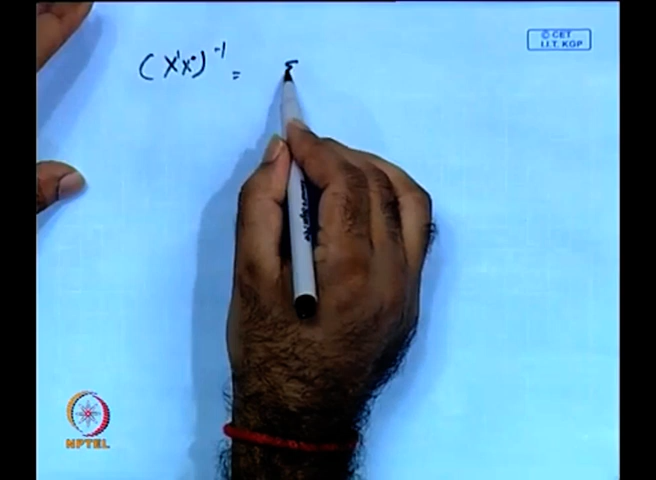 (X'X)⁻¹ =
© CET
I.I.T. KGP
NPTEL